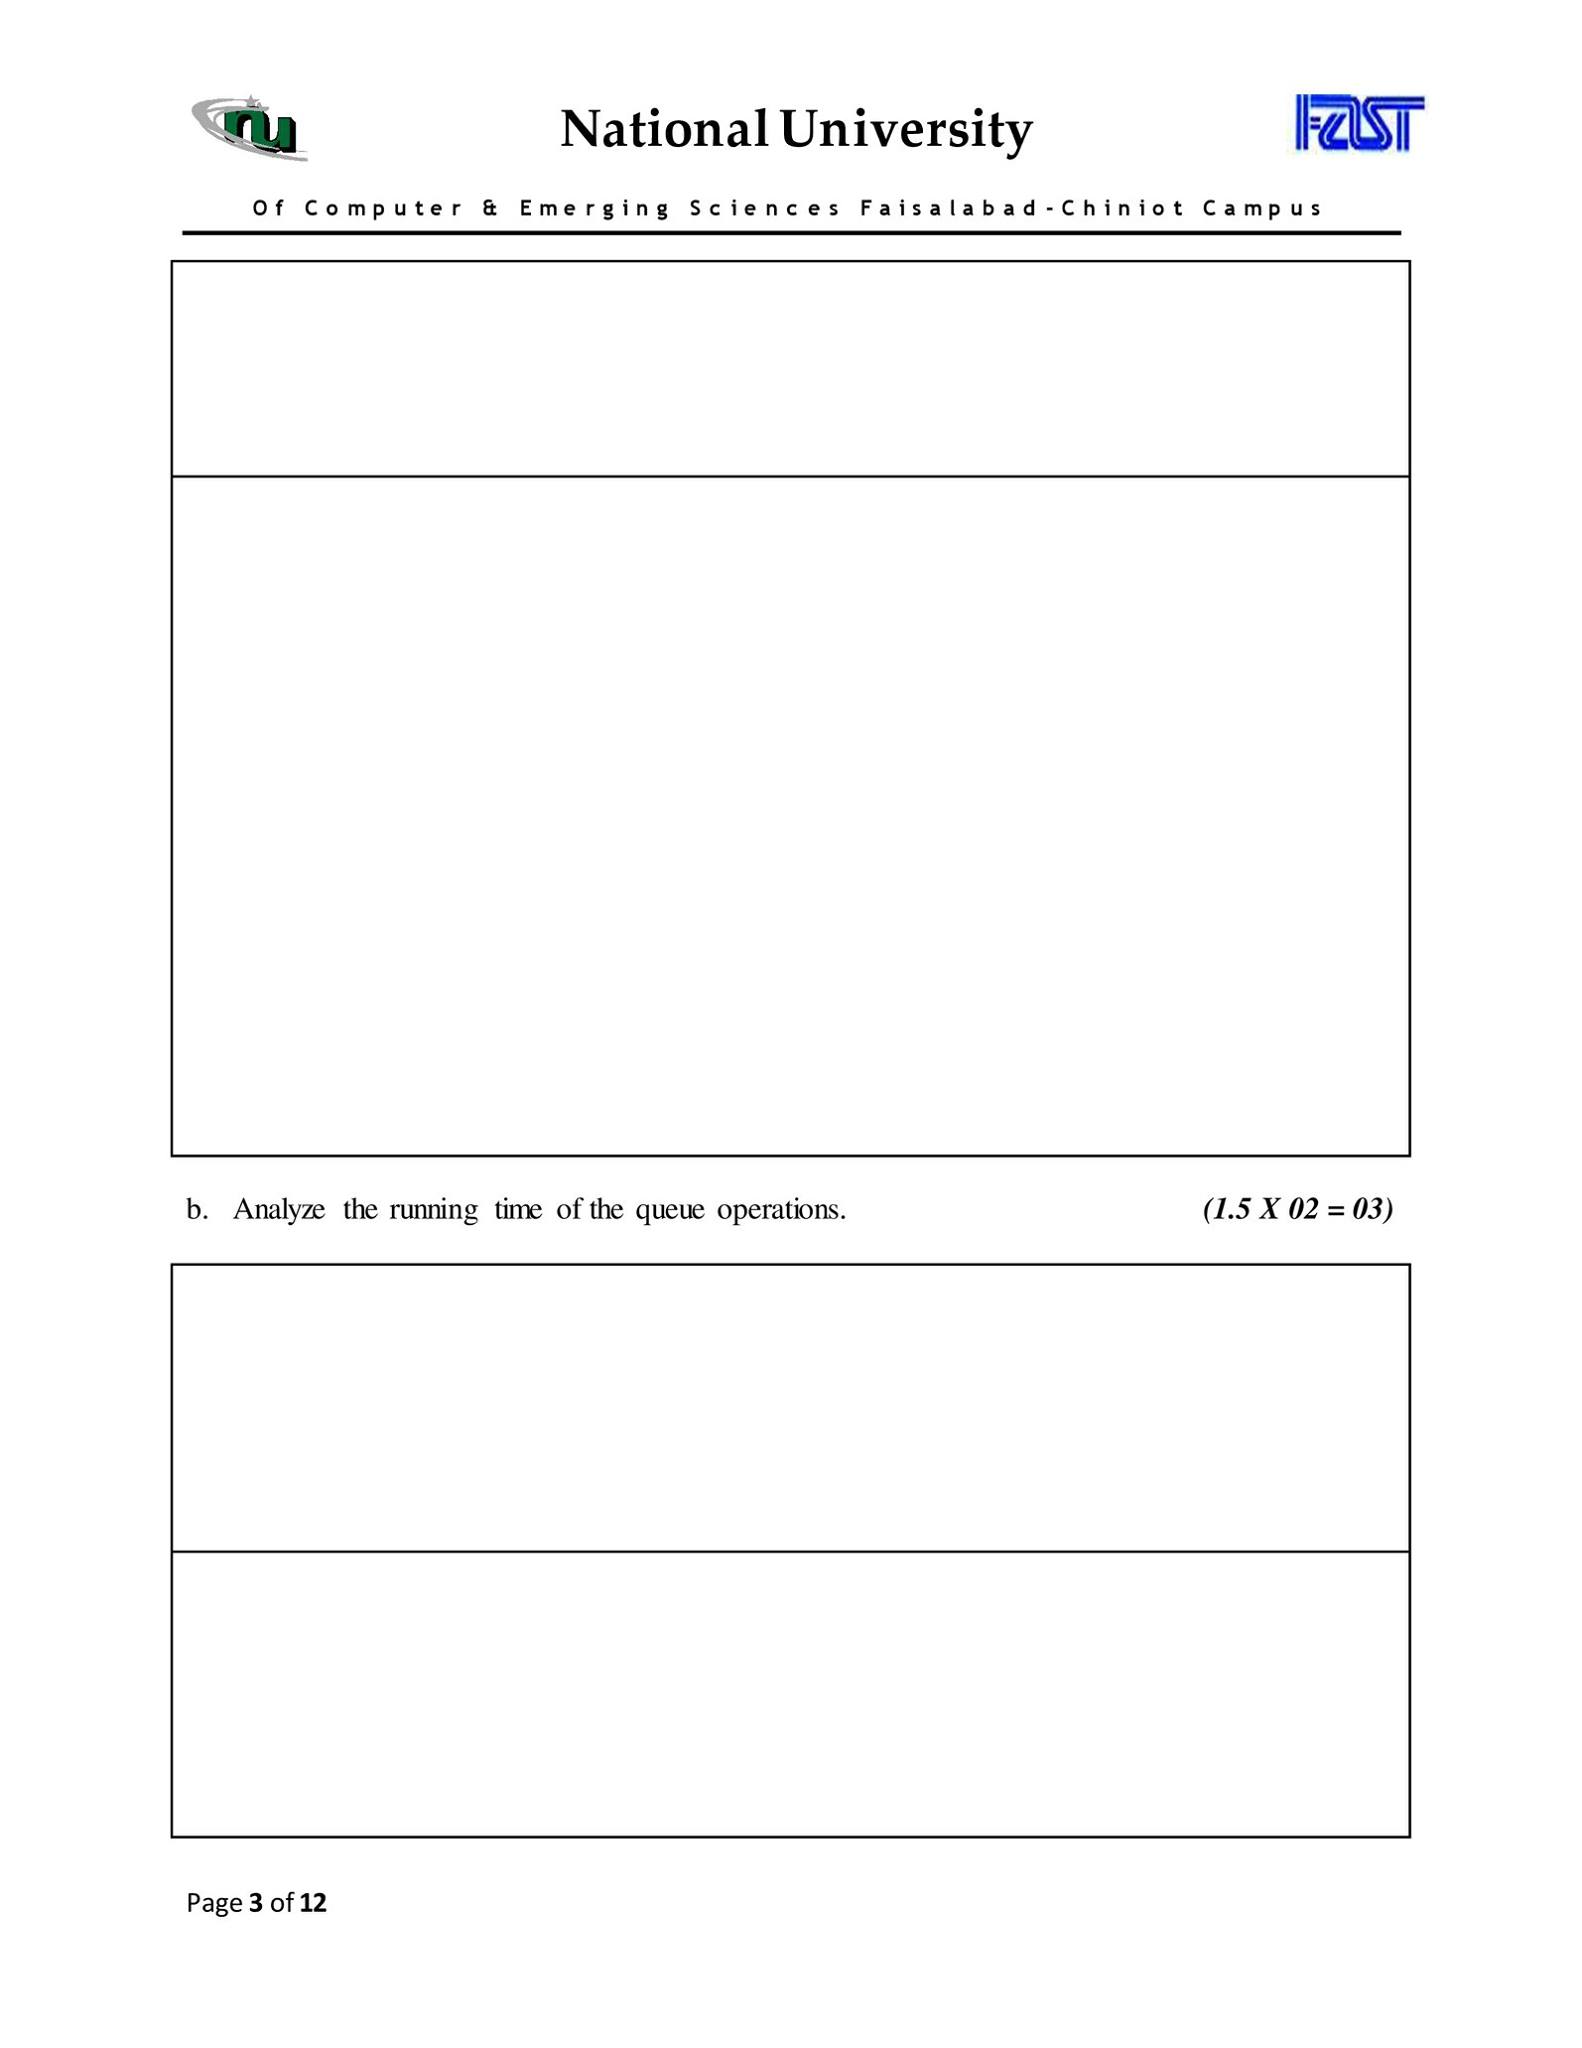 nu
National University
FAST
Of Computer & Emerging Sciences Faisalabad-Chiniot Campus
b. Analyze the running time of the queue operations. (1.5 X 02 = 03)
Page 3 of 12